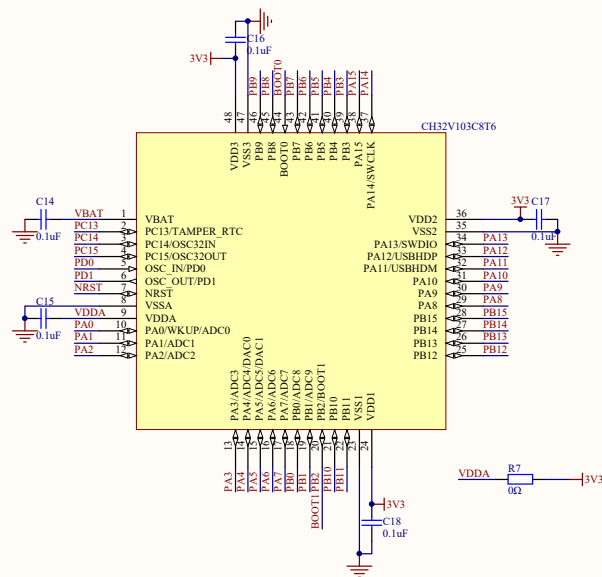 C16
0.1uF
3V3
PB9
PB8
BOOT0
PB7
PB6
PB5
PB4
PB3
PA15
PA14
48
47
46
45
44
43
42
41
40
39
38
37
CH32V103C8T6
VDD3
VSS3
PB9
PB8
BOOT0
PB7
PB6
PB5
PB4
PB3
PA15
PA14/SWCLK
C14
0.1uF
VBAT 1 VBAT
PC13 2 PC13/TAMPER_RTC
PC14 3 PC14/OSC32IN
PC15 4 PC15/OSC32OUT
PD0 5 OSC_IN/PD0
PD1 6 OSC_OUT/PD1
NRST 7 NRST
8 VSSA
C15
0.1uF
VDDA 9 VDDA
PA0 10 PA0/WKUP/ADC0
PA1 11 PA1/ADC1
PA2 12 PA2/ADC2
3V3
C17
0.1uF
VDD2 36
VSS2 35
PA13/SWDIO 34 PA13
PA12/USBHDP 33 PA12
PA11/USBHDM 32 PA11
PA10 31 PA10
PA9 30 PA9
PA8 29 PA8
PB15 28 PB15
PB14 27 PB14
PB13 26 PB13
PB12 25 PB12
PA3/ADC3
PA4/ADC4/DAC0
PA5/ADC5/DAC1
PA6/ADC6
PA7/ADC7
PB0/ADC8
PB1/ADC9
PB2/BOOT1
PB10
PB11
VSS1
VDD1
13
14
15
16
17
18
19
20
21
22
23
24
PA3
PA4
PA5
PA6
PA7
PB0
PB1
BOOT1 PB2
PB10
PB11
3V3
C18
0.1uF
VDDA
R7
0Ω
3V3